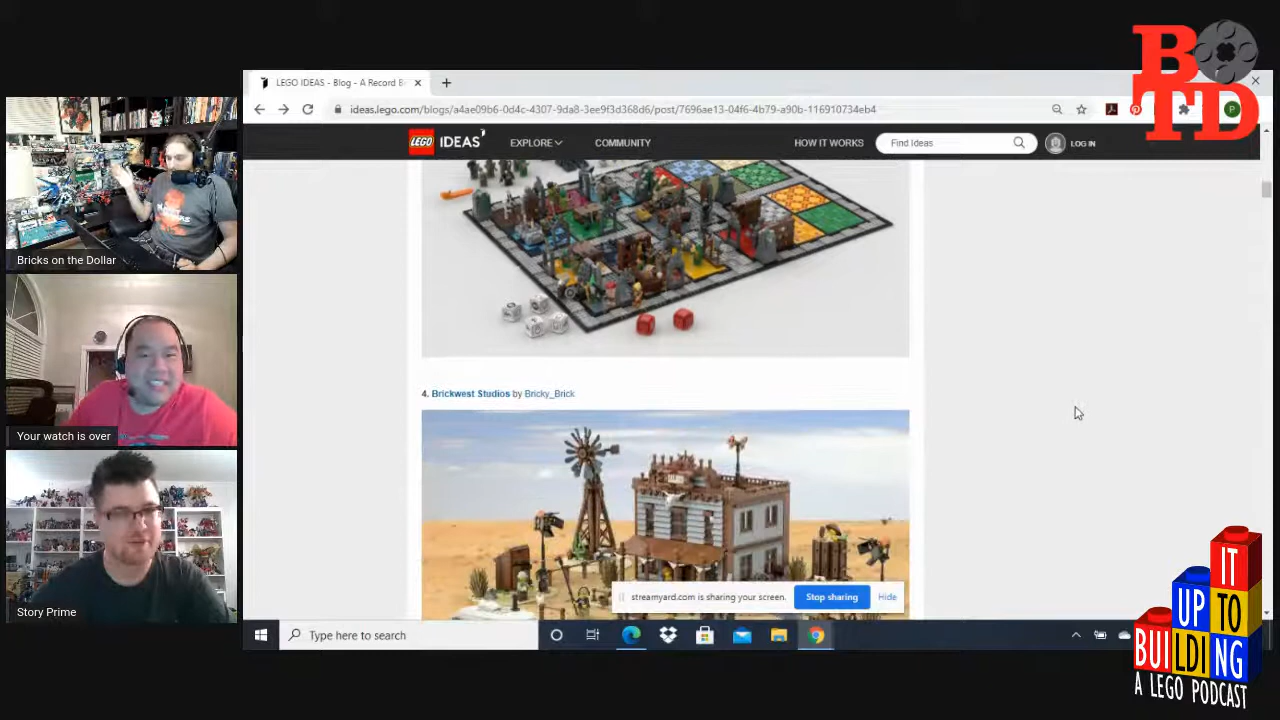 Bricks on the Dollar
Your watch is over
Story Prime
LEGO IDEAS - Blog - A Record B
ideas.lego.com/blogs/a4ae09b6-0d4c-4307-9da8-3ee9f3d368d6/post/7696ae13-04f6-4b79-a90b-116910734eb4
P
LEGO IDEAS
EXPLORE
COMMUNITY
HOW IT WORKS
Find Ideas
LOG IN
4. Brickwest Studios by Bricky_Brick
streamyard.com is sharing your screen.
Stop sharing
Hide
Type here to search
BOTD
BUILDING
UP TO
IT
A LEGO PODCAST